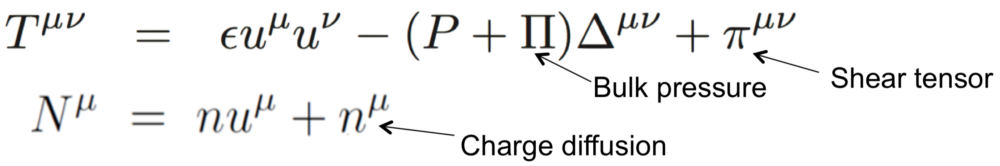 T^{μν} = ϵu^μu^ν − (P + Π)Δ^{μν} + π^{μν}
Bulk pressure
Shear tensor
N^μ = nu^μ + n^μ
Charge diffusion